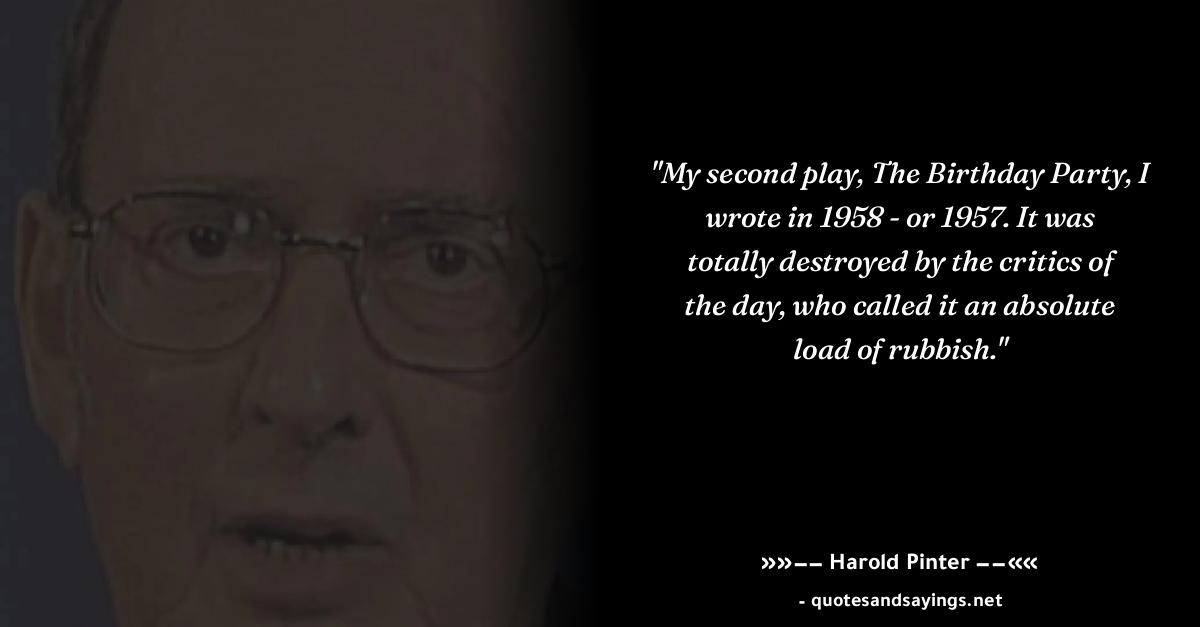 "My second play, The Birthday Party, I
wrote in 1958 - or 1957. It was
totally destroyed by the critics of
the day, who called it an absolute
load of rubbish."
»»–– Harold Pinter ––««
- quotesandsayings.net